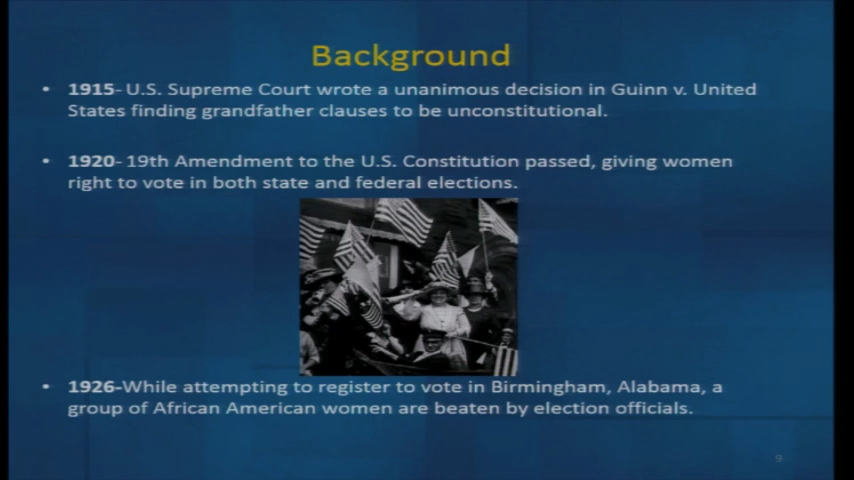 Background
• 1915- U.S. Supreme Court wrote a unanimous decision in Guinn v. United
States finding grandfather clauses to be unconstitutional.
• 1920- 19th Amendment to the U.S. Constitution passed, giving women
right to vote in both state and federal elections.
• 1926-While attempting to register to vote in Birmingham, Alabama, a
group of African American women are beaten by election officials.
9